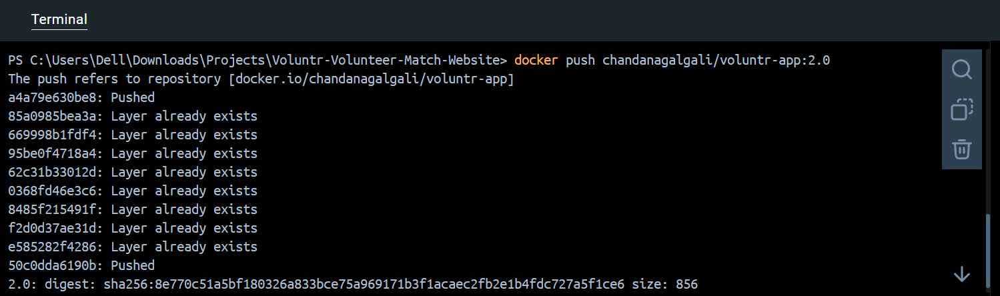 Terminal
PS C:\Users\Dell\Downloads\Projects\Voluntr-Volunteer-Match-Website> docker push chandanagalgali/voluntr-app:2.0
The push refers to repository [docker.io/chandanagalgali/voluntr-app]
a4a79e630be8: Pushed
85a0985bea3a: Layer already exists
669998b1fdf4: Layer already exists
95be0f4718a4: Layer already exists
62c31b33012d: Layer already exists
0368fd46e3c6: Layer already exists
8485f215491f: Layer already exists
f2d0d37ae31d: Layer already exists
e585282f4286: Layer already exists
50c0dda6190b: Pushed
2.0: digest: sha256:8e770c51a5bf180326a833bce75a969171b3f1acaec2fb2e1b4fdc727a5f1ce6 size: 856